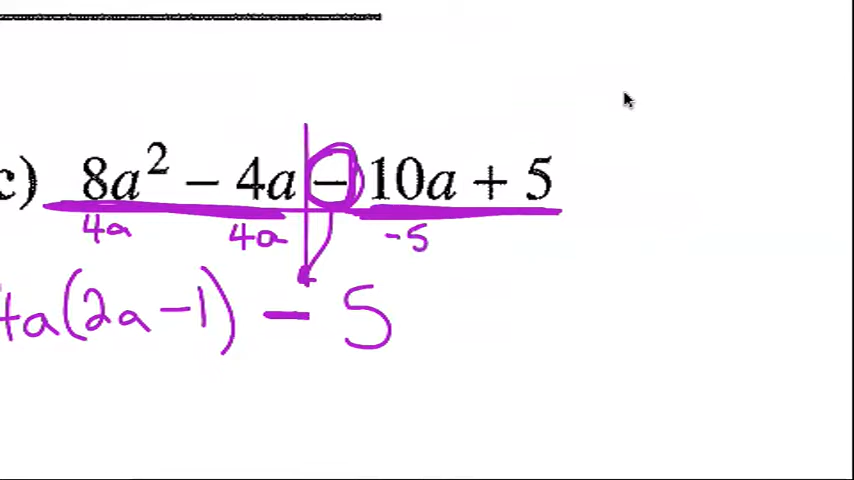 c) 8a² – 4a – 10a + 5
4a 4a -5
4a(2a - 1) - 5